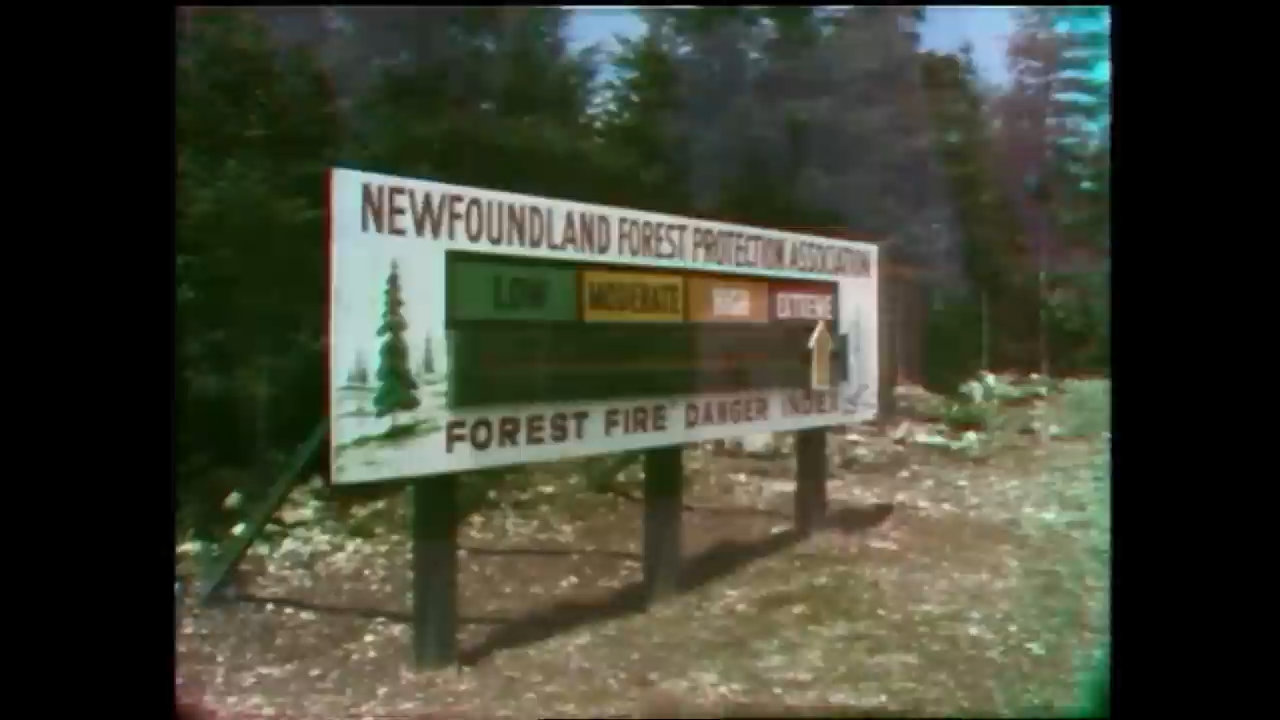 NEWFOUNDLAND FOREST PROTECTION ASSOCIATION
LOW MODERATE HIGH EXTREME
FOREST FIRE DANGER INDEX